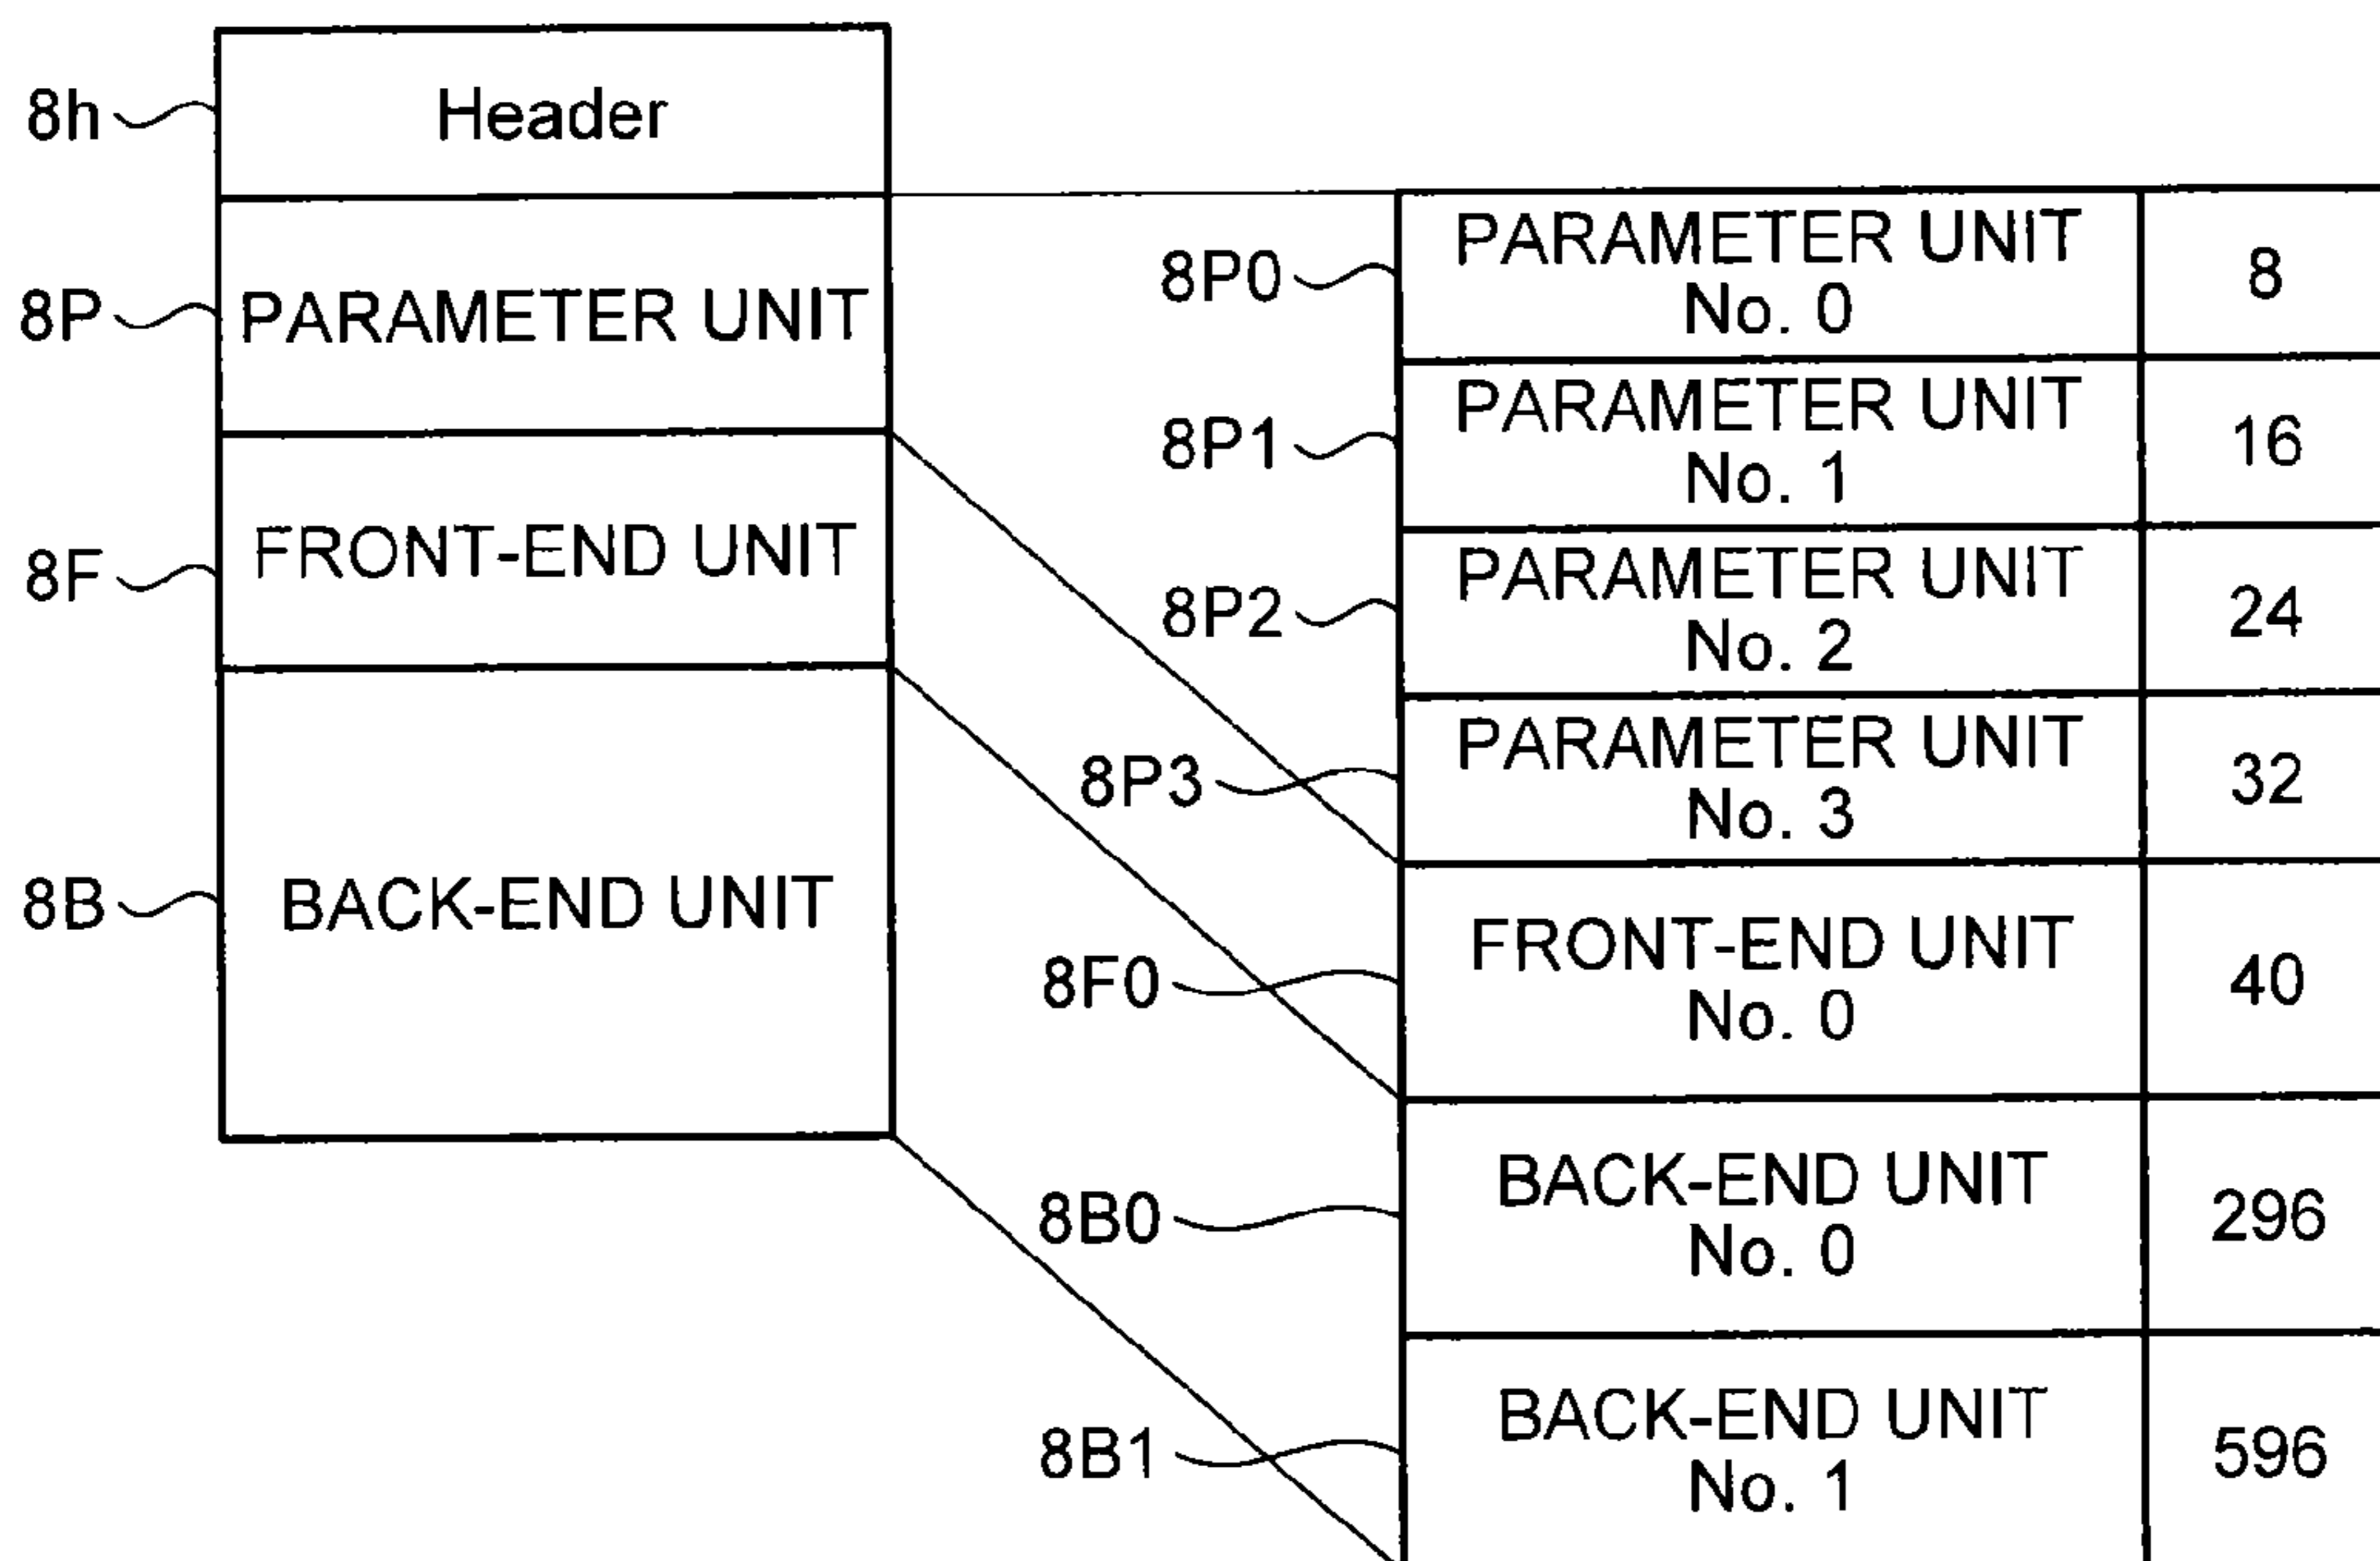 8h
Header
8P
PARAMETER UNIT
8F
FRONT-END UNIT
8B
BACK-END UNIT
8P0
PARAMETER UNIT
No. 0
8
8P1
PARAMETER UNIT
No. 1
16
8P2
PARAMETER UNIT
No. 2
24
8P3
PARAMETER UNIT
No. 3
32
8F0
FRONT-END UNIT
No. 0
40
8B0
BACK-END UNIT
No. 0
296
8B1
BACK-END UNIT
No. 1
596